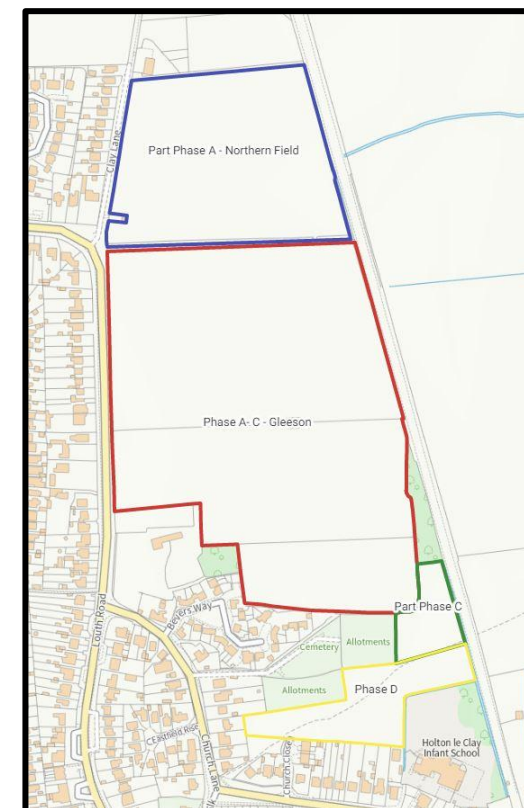 Clay Lane
Part Phase A - Northern Field
Phase A- C - Gleeson
Louth Road
Beyers Way
Part Phase C
Cemetery
Allotments
Allotments
Phase D
Eastfield Rise
Church Lane
Church Close
Holton le Clay
Infant School